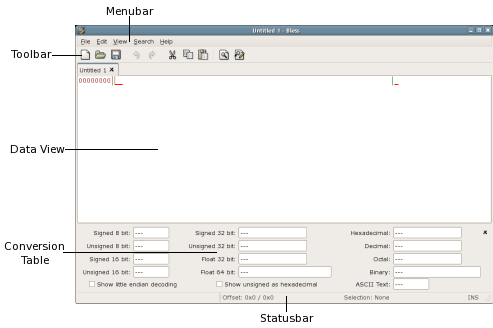 Menubar
Untitled 1 - Bless
File Edit View Search Help
Toolbar
Untitled 1
00000000
Data View
Signed 8 bit: --- Signed 32 bit: --- Hexadecimal: ---
Unsigned 8 bit: --- Unsigned 32 bit: --- Decimal: ---
Conversion Table
Signed 16 bit: --- Float 32 bit: --- Octal: ---
Unsigned 16 bit: --- Float 64 bit: --- Binary: ---
Show little endian decoding Show unsigned as hexadecimal ASCII Text: ---
Offset: 0x0 / 0x0 Selection: None INS
Statusbar